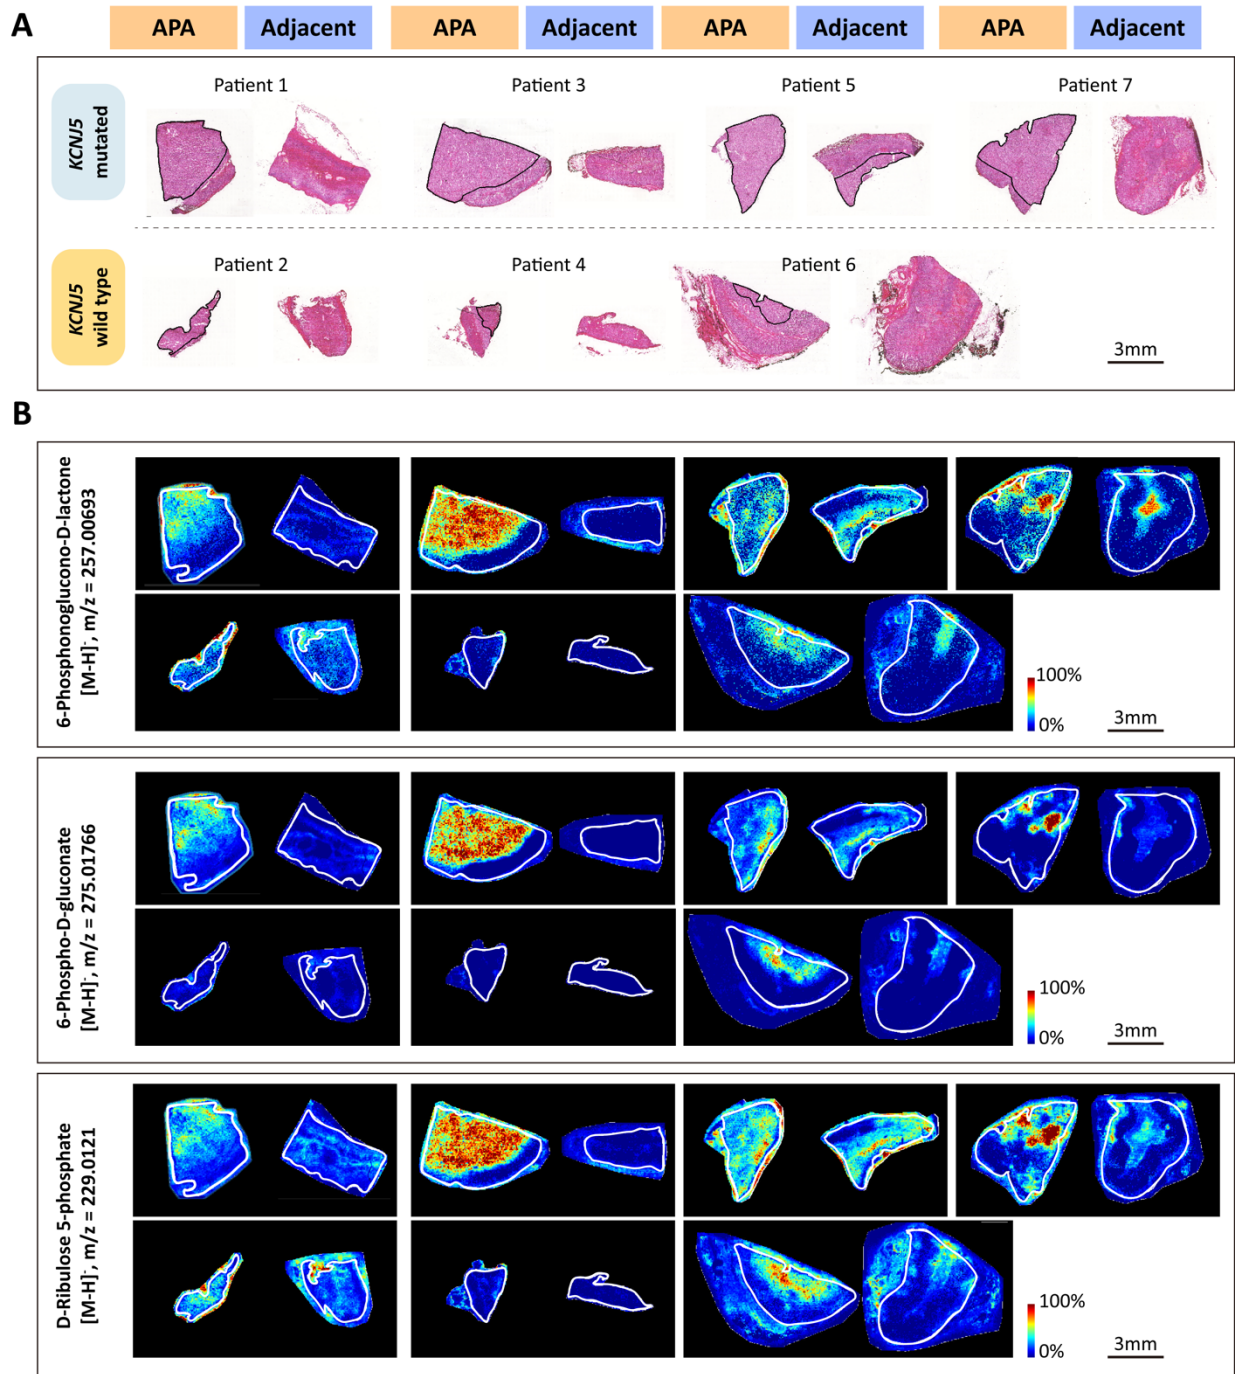 A
APA Adjacent APA Adjacent APA Adjacent APA Adjacent
KCNJ5
mutated
Patient 1 Patient 3 Patient 5 Patient 7
KCNJ5
wild type
Patient 2 Patient 4 Patient 6
3mm
B
6-Phosphonoglucono-D-lactone
[M-H]-, m/z = 257.00693
100%
0%
3mm
6-Phospho-D-gluconate
[M-H]-, m/z = 275.01766
100%
0%
3mm
D-Ribulose 5-phosphate
[M-H]-, m/z = 229.0121
100%
0%
3mm